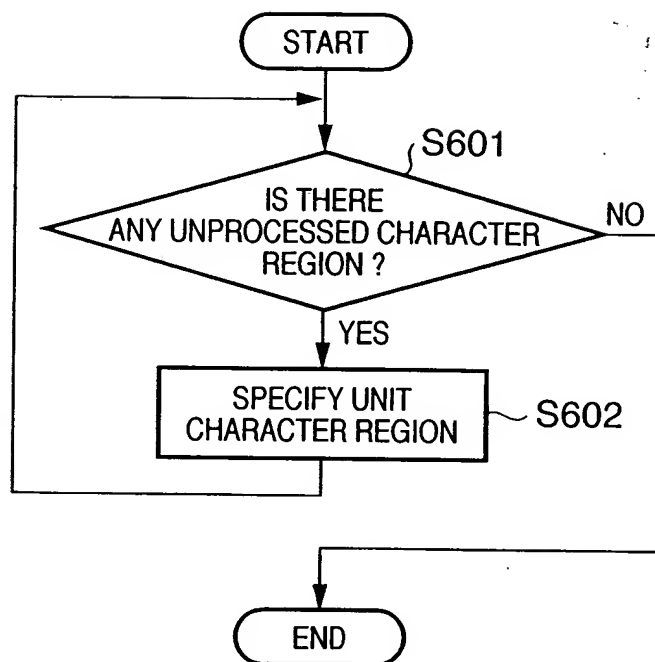 START
S601
IS THERE
ANY UNPROCESSED CHARACTER
REGION ?
NO
YES
SPECIFY UNIT
CHARACTER REGION
S602
END